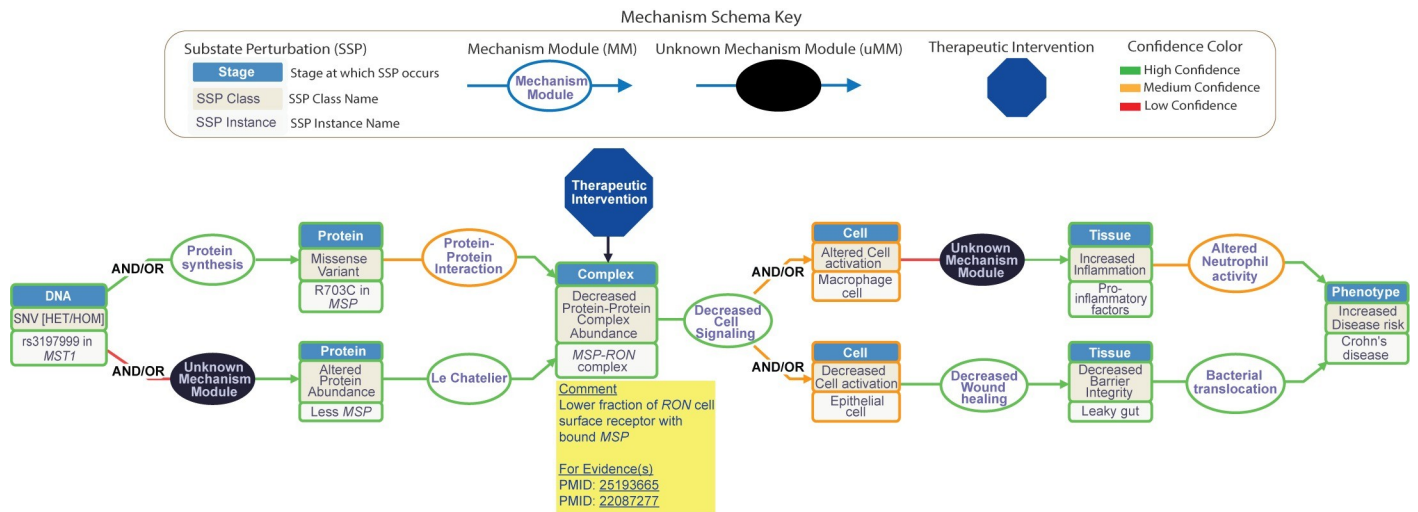 Mechanism Schema Key
Substate Perturbation (SSP)
Stage
Stage at which SSP occurs
SSP Class
SSP Class Name
SSP Instance
SSP Instance Name
Mechanism Module (MM)
Mechanism
Module
Unknown Mechanism Module (uMM)
Therapeutic Intervention
Confidence Color
High Confidence
Medium Confidence
Low Confidence
DNA
SNV [HET/HOM]
rs3197999 in
MST1
AND/OR
Protein
synthesis
Protein
Missense
Variant
R703C in
MSP
Protein-
Protein
Interaction
AND/OR
Unknown
Mechanism
Module
Protein
Altered
Protein
Abundance
Less MSP
Le Chatelier
Therapeutic
Intervention
Complex
Decreased
Protein-Protein
Complex
Abundance
MSP-RON
complex
Comment
Lower fraction of RON cell
surface receptor with
bound MSP
For Evidence(s)
PMID: 25193665
PMID: 22087277
Decreased
Cell
Signaling
AND/OR
Cell
Altered Cell
activation
Macrophage
cell
Unknown
Mechanism
Module
Tissue
Increased
Inflammation
Pro-
inflammatory
factors
Altered
Neutrophil
activity
AND/OR
Cell
Decreased
Cell activation
Epithelial
cell
Decreased
Wound
healing
Tissue
Decreased
Barrier
Integrity
Leaky gut
Bacterial
translocation
Phenotype
Increased
Disease risk
Crohn's
disease